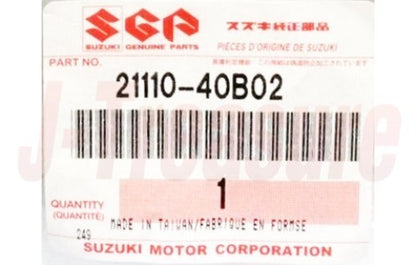 SGP
スズキ純正部品
SUZUKI
GENUINE PARTS
PIÈCES D'ORIGINE DE SUZUKI
PART NO.
21110-40B02
1
QUANTITY
(QUANTITÉ)
MADE IN TAIWAN/FABRIQUE EN FORMSE
249
SUZUKI MOTOR CORPORATION
J-Treasure